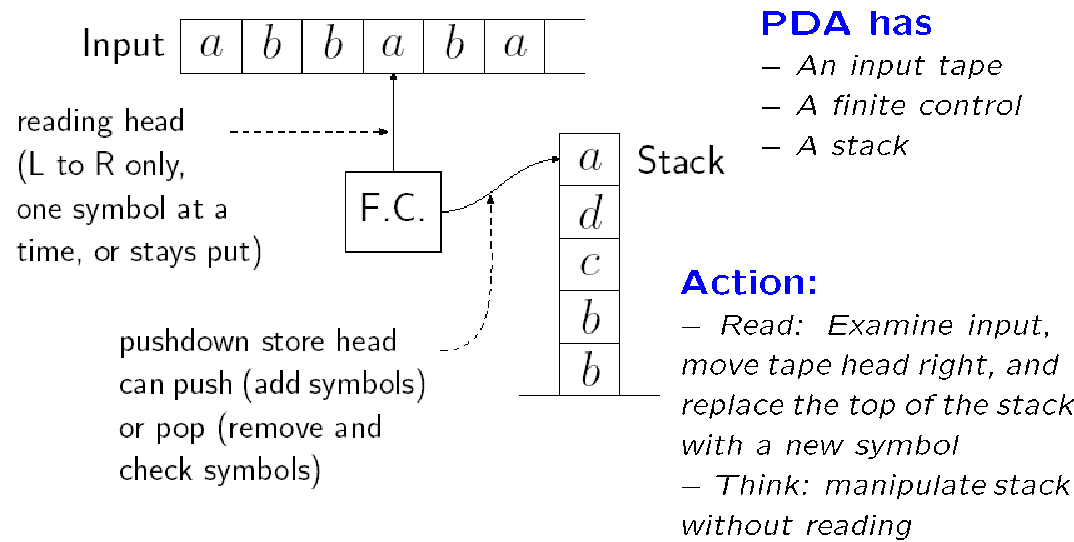 Input a b b a b a
reading head
(L to R only,
one symbol at a
time, or stays put)
F.C.
pushdown store head
can push (add symbols)
or pop (remove and
check symbols)
Stack
a
d
c
b
b
PDA has
– An input tape
– A finite control
– A stack
Action:
– Read: Examine input,
move tape head right, and
replace the top of the stack
with a new symbol
– Think: manipulate stack
without reading